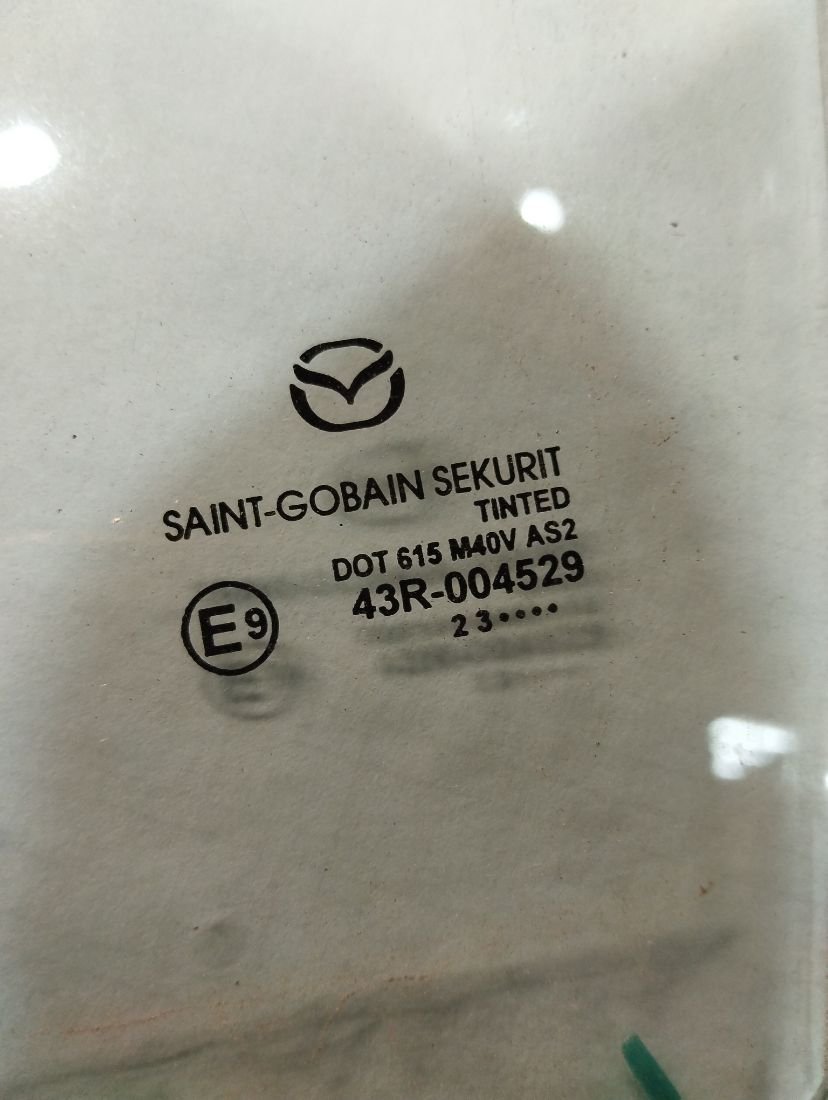 SAINT-GOBAIN SEKURIT
TINTED
DOT 615 M40V AS2
43R-004529
E9
23••••